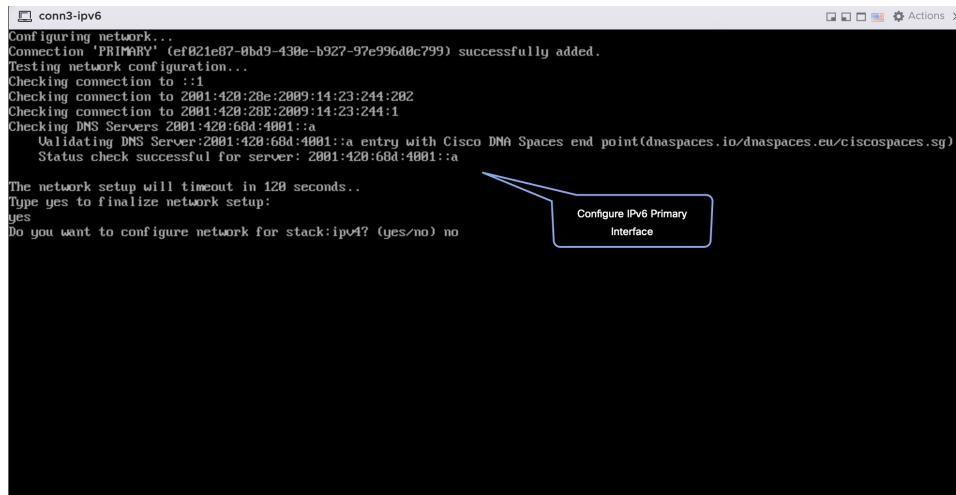 conn3-ipv6
Actions
Configuring network...
Connection 'PRIMARY' (ef021e87-0bd9-430e-b927-97e996d0c799) successfully added.
Testing network configuration...
Checking connection to ::1
Checking connection to 2001:420:28e:2009:14:23:244:202
Checking connection to 2001:420:28E:2009:14:23:244:1
Checking DNS Servers 2001:420:68d:4001::a
Validating DNS Server:2001:420:68d:4001::a entry with Cisco DNA Spaces end point(dnaspaces.io/dnaspaces.eu/ciscospaces.sg)
Status check successful for server: 2001:420:68d:4001::a
The network setup will timeout in 120 seconds..
Type yes to finalize network setup:
yes
Do you want to configure network for stack:ipv4? (yes/no) no
Configure IPv6 Primary
Interface